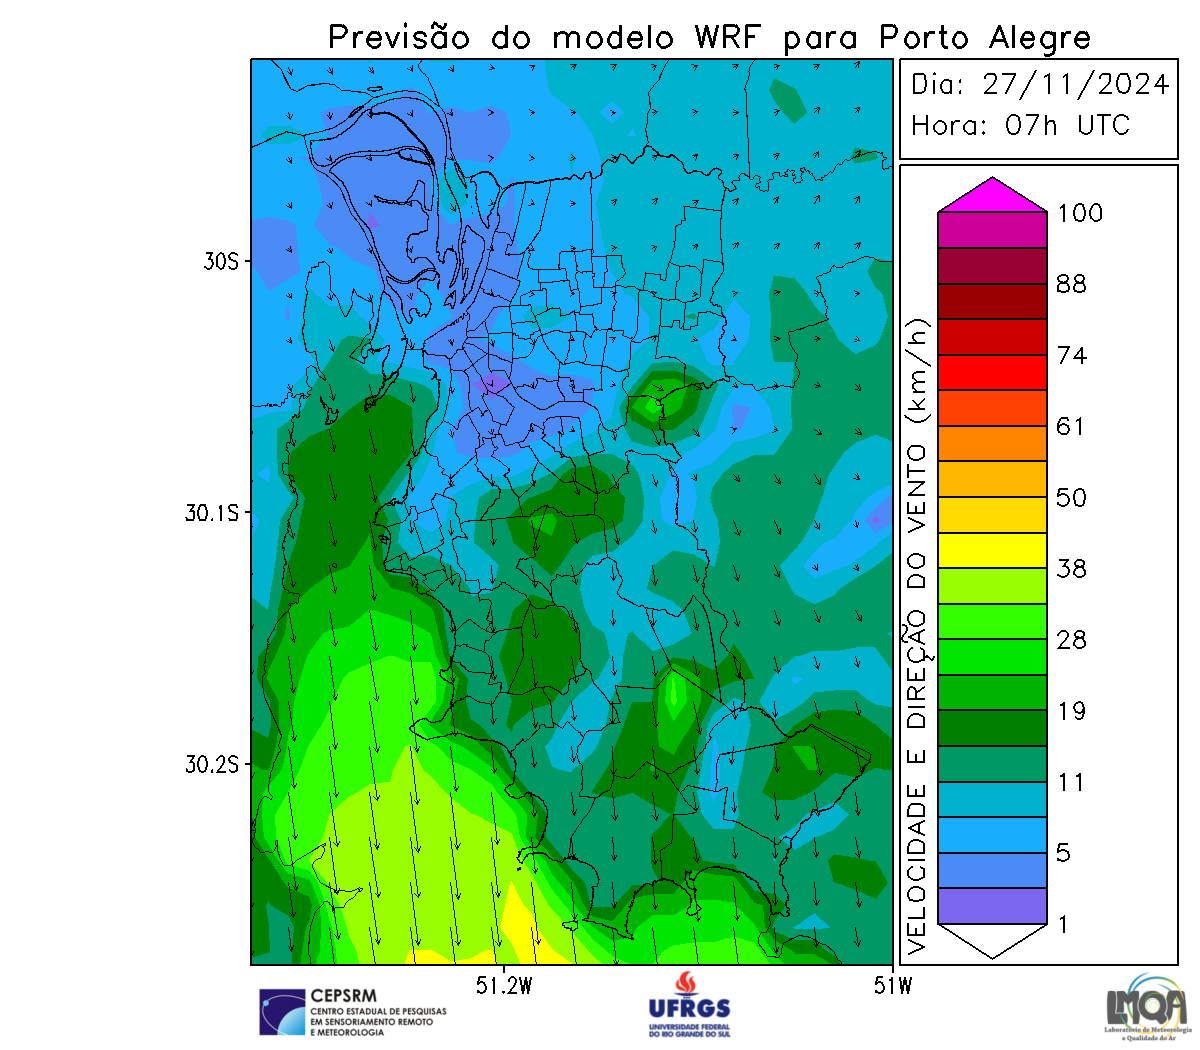 Previsão do modelo WRF para Porto Alegre
Dia: 27/11/2024
Hora: 07h UTC
30S
30.1S
30.2S
51.2W
51W
VELOCIDADE E DIREÇÃO DO VENTO (km/h)
100
88
74
61
50
38
28
19
11
5
1
CEPSRM
CENTRO ESTADUAL DE PESQUISAS
EM SENSORIAMENTO REMOTO
E METEOROLOGIA
UFRGS
UNIVERSIDADE FEDERAL
DO RIO GRANDE DO SUL
LMQA
Laboratório de Meteorologia
e Qualidade do Ar